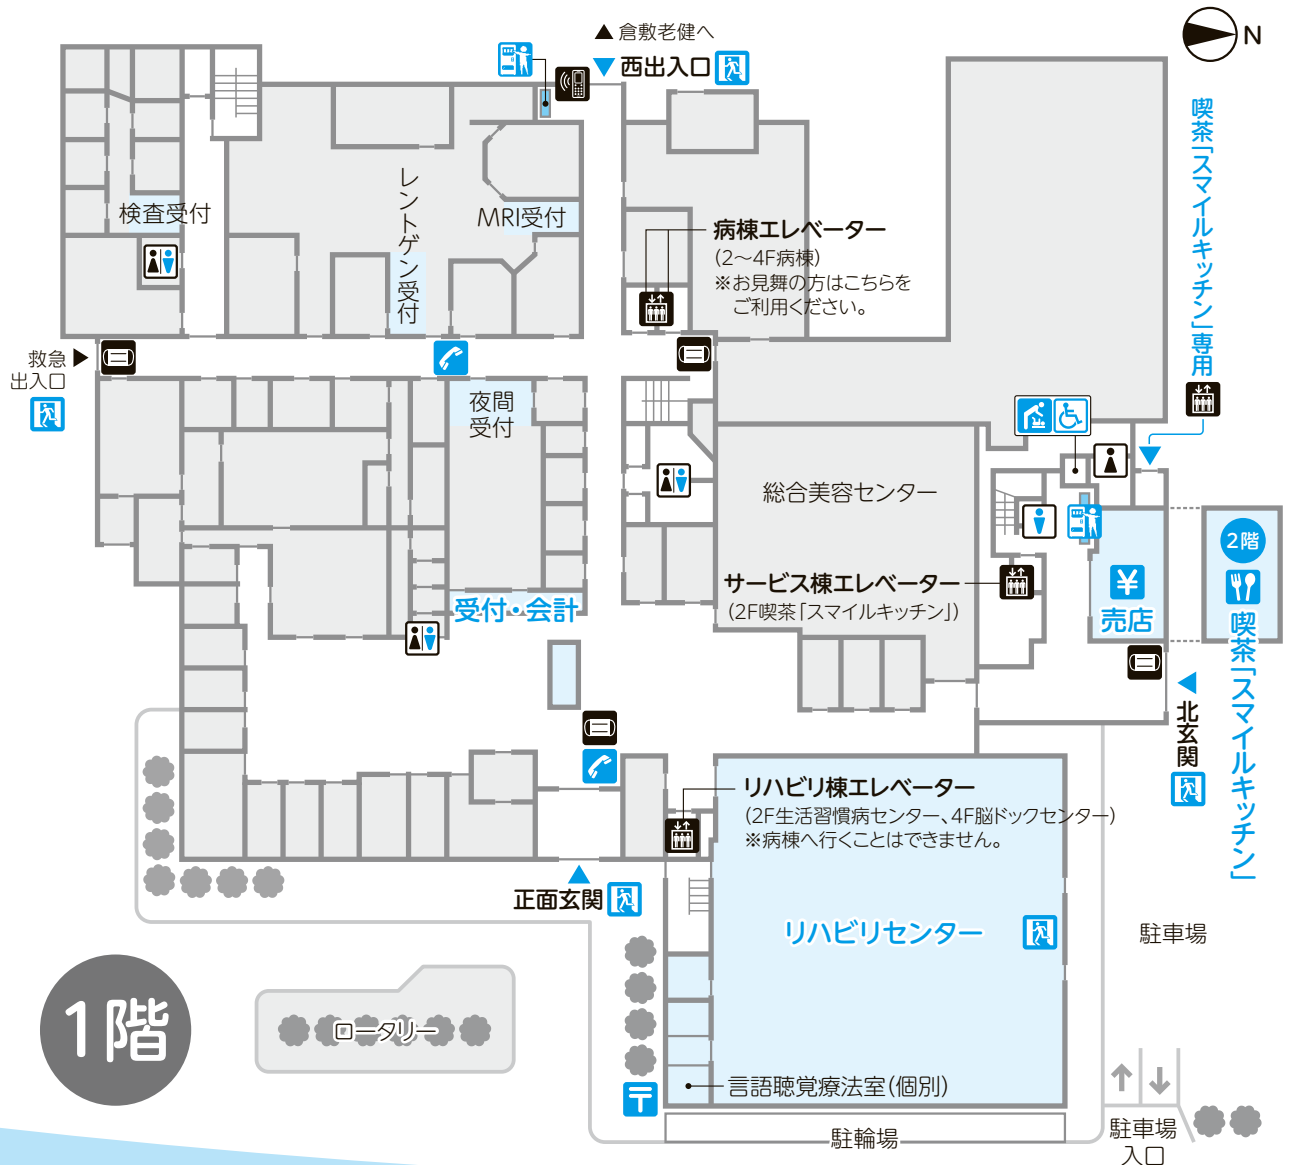 ▲ 倉敷老健へ
西出入口
N
喫茶「スマイルキッチン」専用
検査受付
レントゲン受付
MRI受付
病棟エレベーター
(2〜4F病棟)
※お見舞の方はこちらを
ご利用ください。
救急 ▶
出入口
夜間
受付
総合美容センター
サービス棟エレベーター
(2F喫茶「スマイルキッチン」)
受付・会計
¥
売店
2階
喫茶「スマイルキッチン」
北玄関
リハビリ棟エレベーター
(2F生活習慣病センター、4F脳ドックセンター)
※病棟へ行くことはできません。
正面玄関
リハビリセンター
駐車場
1階
ロータリー
〒
言語聴覚療法室(個別)
駐輪場
駐車場
入口